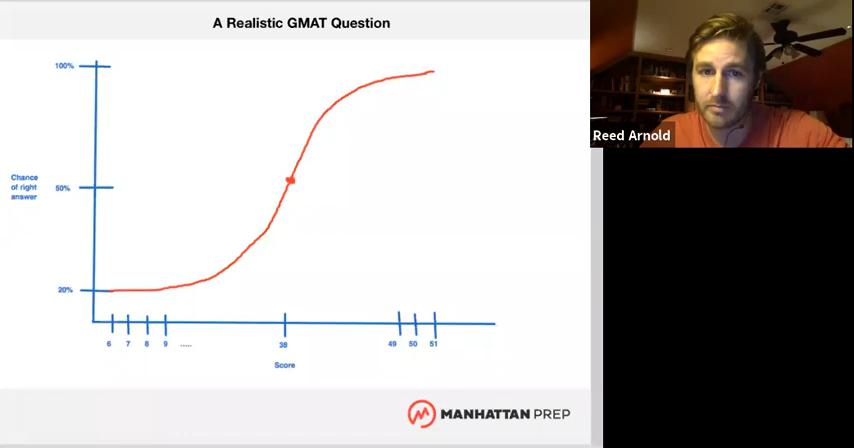 A Realistic GMAT Question
Reed Arnold
100%
Chance
of right
answer
50%
20%
6 7 8 9 ..... 38 49 50 51
Score
MANHATTAN PREP